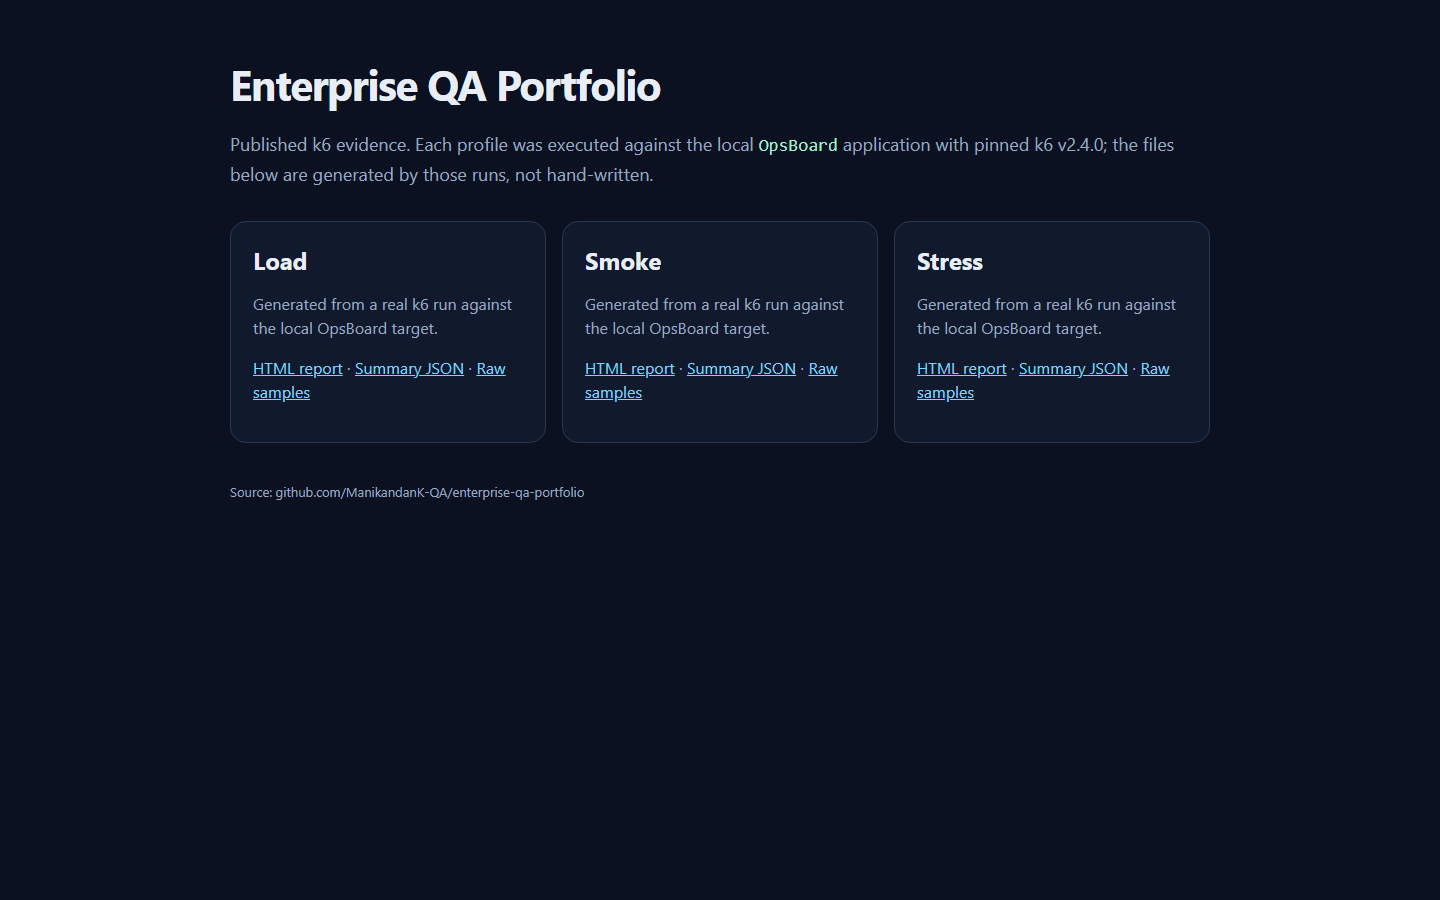 Enterprise QA Portfolio
Published k6 evidence. Each profile was executed against the local OpsBoard application with pinned k6 v2.4.0; the files
below are generated by those runs, not hand-written.
Load
Generated from a real k6 run against
the local OpsBoard target.
HTML report · Summary JSON · Raw
samples
Smoke
Generated from a real k6 run against
the local OpsBoard target.
HTML report · Summary JSON · Raw
samples
Stress
Generated from a real k6 run against
the local OpsBoard target.
HTML report · Summary JSON · Raw
samples
Source: github.com/ManikandanK-QA/enterprise-qa-portfolio